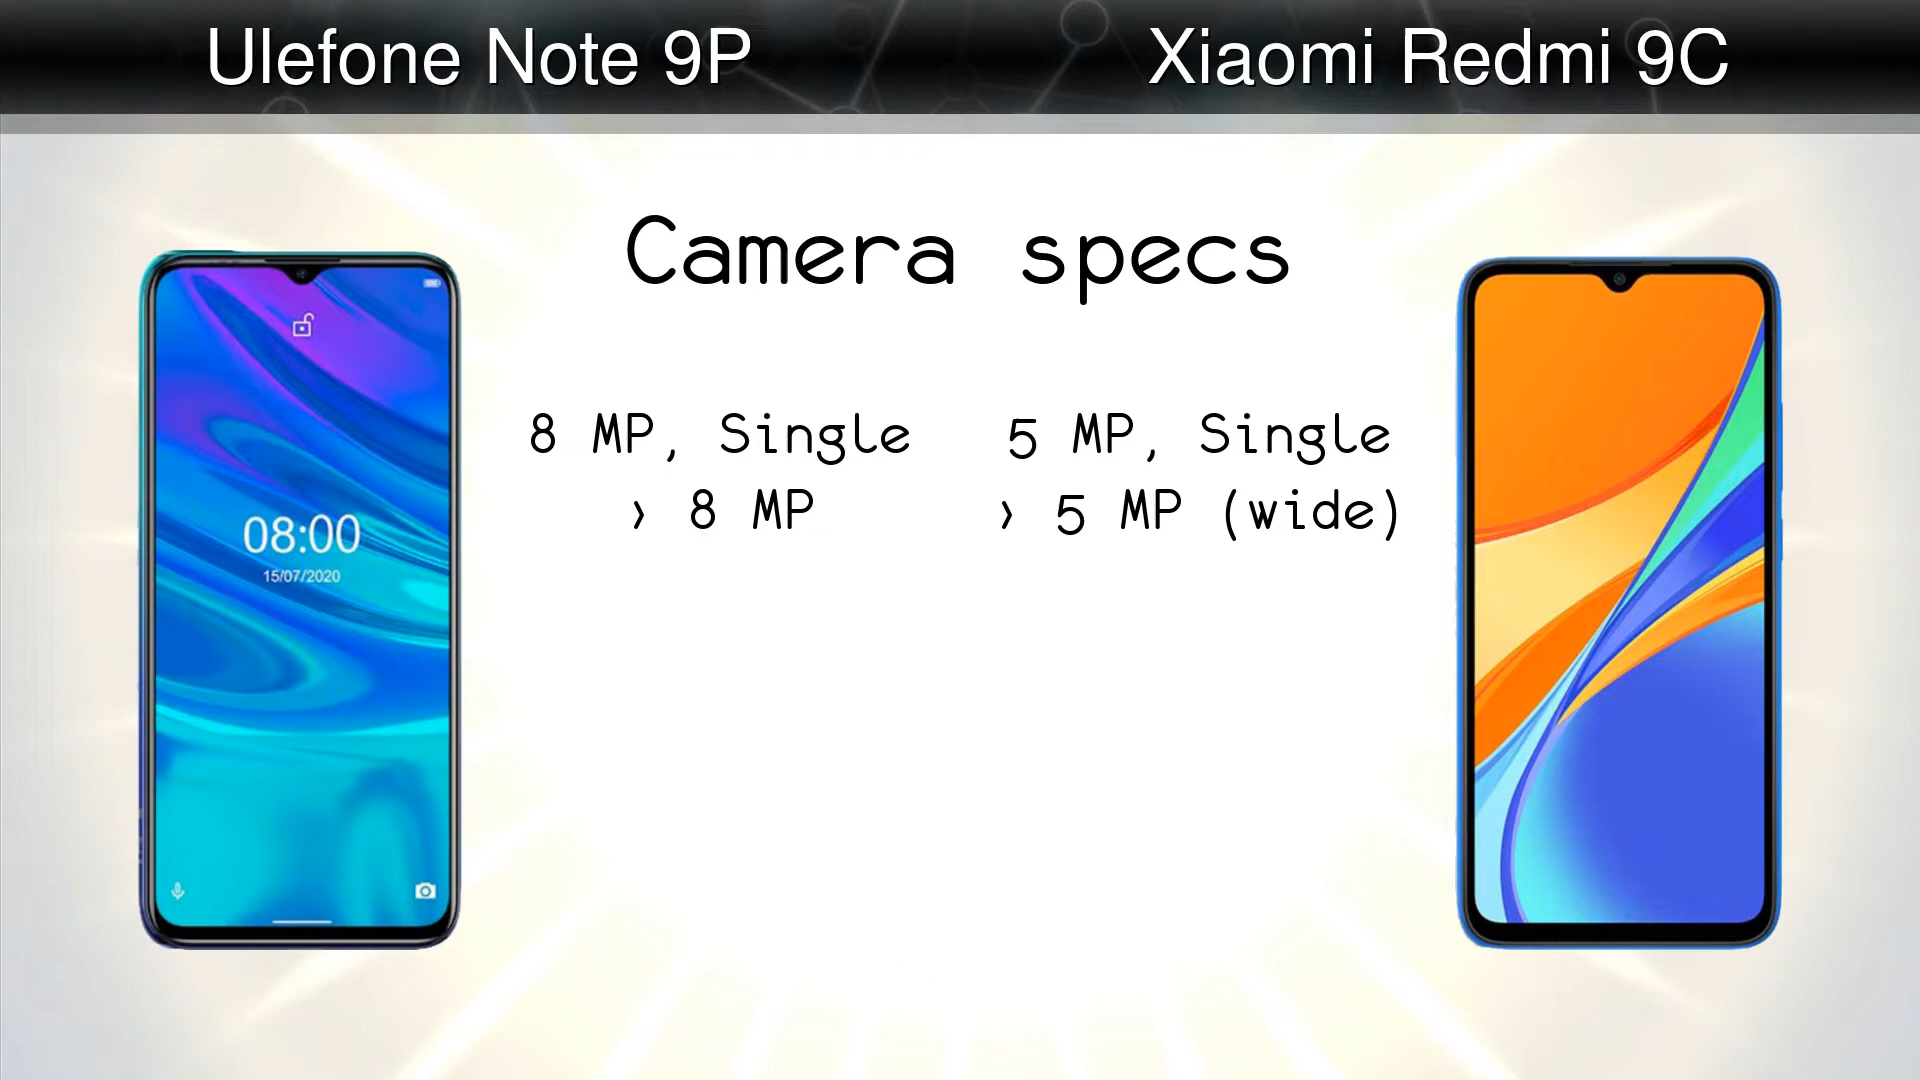 Ulefone Note 9P
Xiaomi Redmi 9C
Camera specs
8 MP, Single
› 8 MP
5 MP, Single
› 5 MP (wide)
08:00
15/07/2020